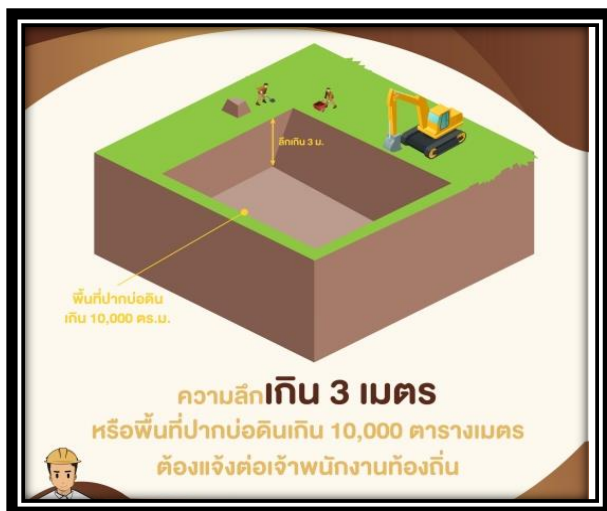 ลึกเกิน 3 ม.
พื้นที่ปากบ่อดิน
เกิน 10,000 ตร.ม.
ความลึกเกิน 3 เมตร
หรือพื้นที่ปากบ่อดินเกิน 10,000 ตารางเมตร
ต้องแจ้งต่อเจ้าพนักงานท้องถิ่น